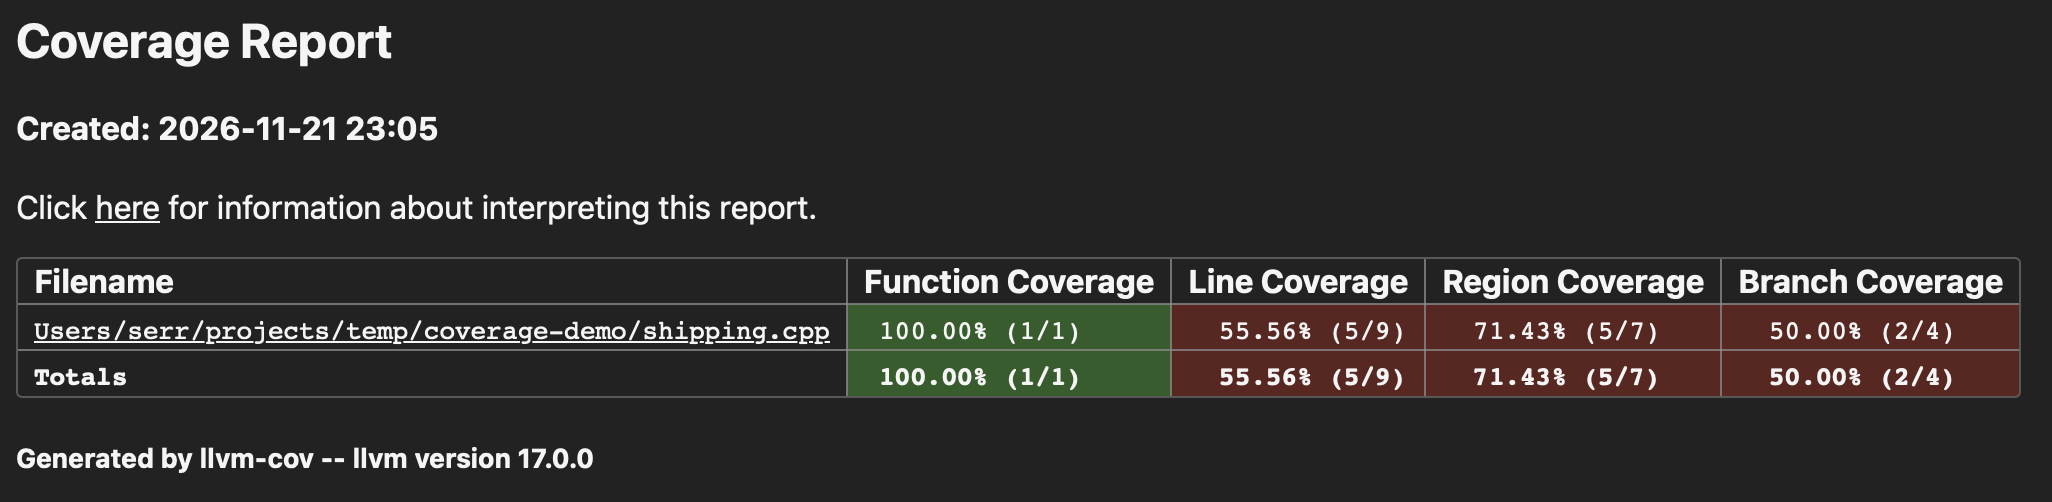 Coverage Report
Created: 2026-11-21 23:05
Click here for information about interpreting this report.
Filename Function Coverage Line Coverage Region Coverage Branch Coverage
Users/serr/projects/temp/coverage-demo/shipping.cpp 100.00% (1/1) 55.56% (5/9) 71.43% (5/7) 50.00% (2/4)
Totals 100.00% (1/1) 55.56% (5/9) 71.43% (5/7) 50.00% (2/4)
Generated by llvm-cov -- llvm version 17.0.0